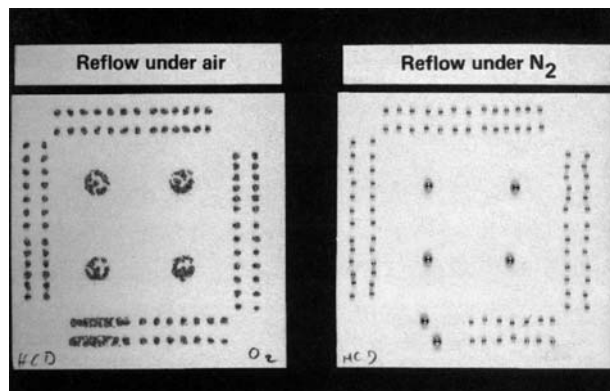 Reflow under air
Reflow under N₂
HCD
O₂
HCD